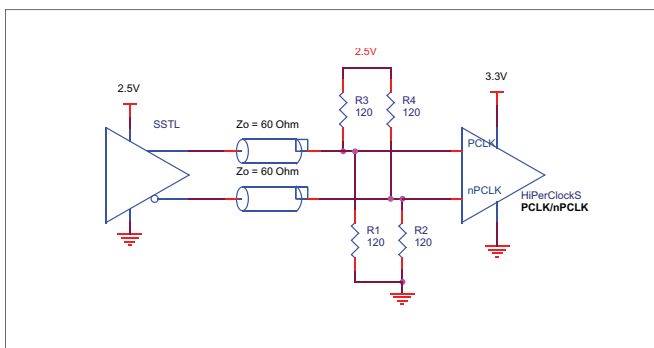 2.5V
3.3V
2.5V
SSTL
Zo = 60 Ohm
R3
120
R4
120
PCLK
Zo = 60 Ohm
nPCLK
HiPerClockS
PCLK/nPCLK
R1
120
R2
120